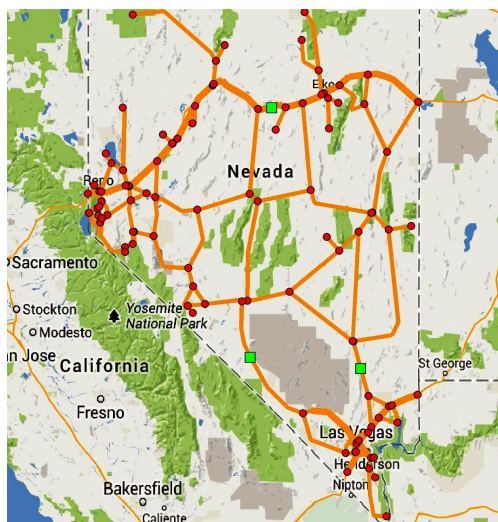 Elko
Nevada
Reno
Sacramento
Stockton
Yosemite
National Park
Modesto
an Jose
California
St George
Fresno
Las Vegas
Henderson
Nipton
Bakersfield
Caliente